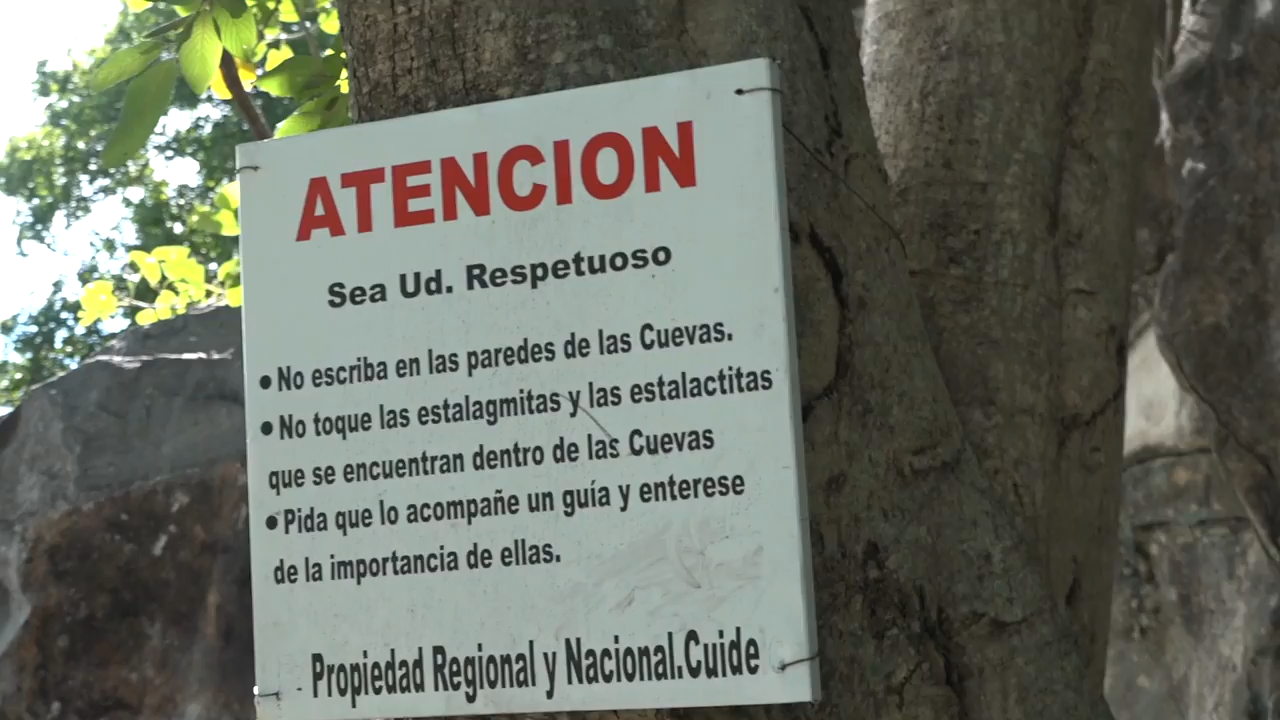 ATENCION
Sea Ud. Respetuoso
• No escriba en las paredes de las Cuevas.
• No toque las estalagmitas y las estalactitas
que se encuentran dentro de las Cuevas
• Pida que lo acompañe un guía y enterese
de la importancia de ellas.
Propiedad Regional y Nacional.Cuide